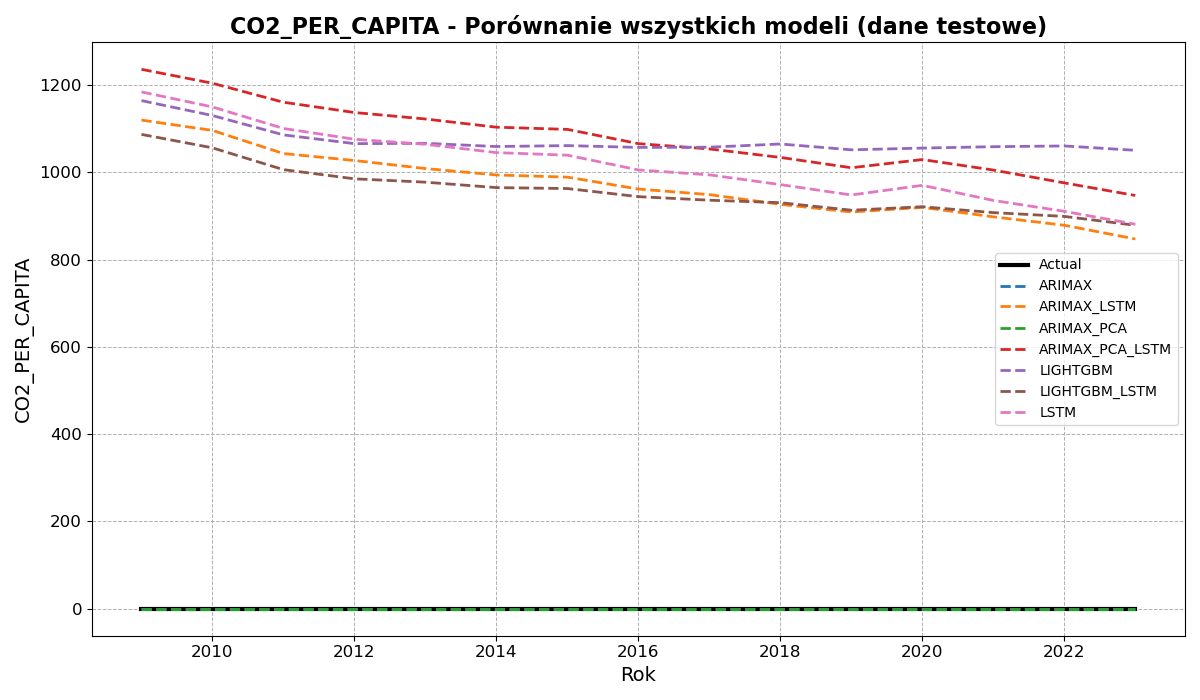 CO2_PER_CAPITA - Porównanie wszystkich modeli (dane testowe)
CO2_PER_CAPITA
1200
1000
800
600
400
200
0
Actual
ARIMAX
ARIMAX_LSTM
ARIMAX_PCA
ARIMAX_PCA_LSTM
LIGHTGBM
LIGHTGBM_LSTM
LSTM
2010 2012 2014 2016 2018 2020 2022
Rok